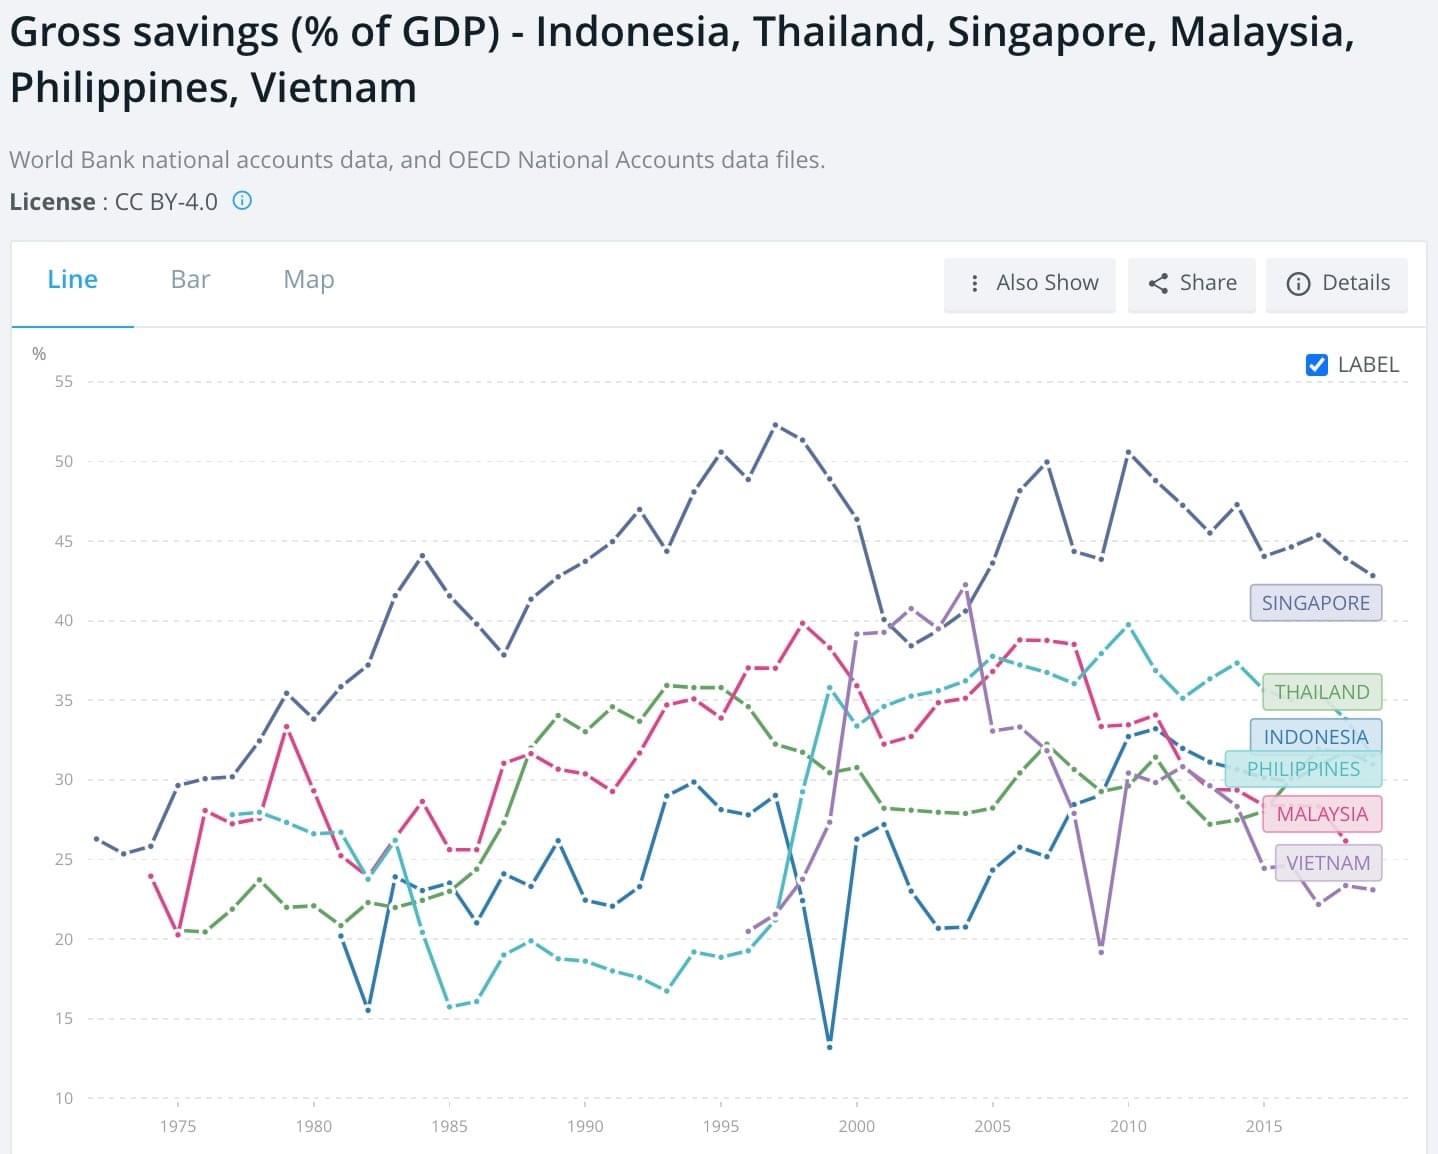 Gross savings (% of GDP) - Indonesia, Thailand, Singapore, Malaysia,
Philippines, Vietnam
World Bank national accounts data, and OECD National Accounts data files.
License : CC BY-4.0
Line Bar Map
Also Show Share Details
%
LABEL
55
50
45
40
35
30
25
20
15
10
SINGAPORE
THAILAND
INDONESIA
PHILIPPINES
MALAYSIA
VIETNAM
1975 1980 1985 1990 1995 2000 2005 2010 2015